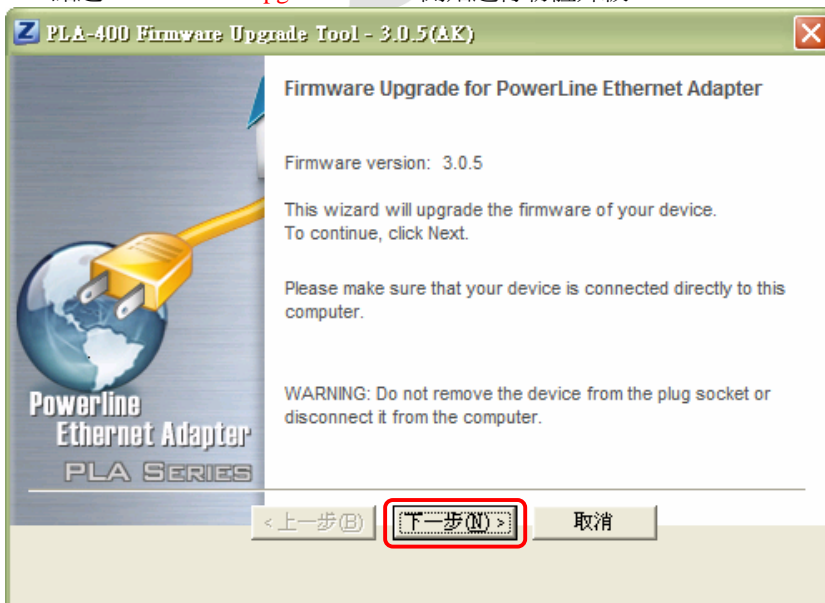 PLA-400 Firmware Upgrade Tool - 3.0.5(AK)
Firmware Upgrade for PowerLine Ethernet Adapter
Firmware version: 3.0.5
This wizard will upgrade the firmware of your device.
To continue, click Next.
Please make sure that your device is connected directly to this
computer.
WARNING: Do not remove the device from the plug socket or
disconnect it from the computer.
Powerline
Ethernet Adapter
PLA SERIES
<上一步(B)
下一步(N) >
取消